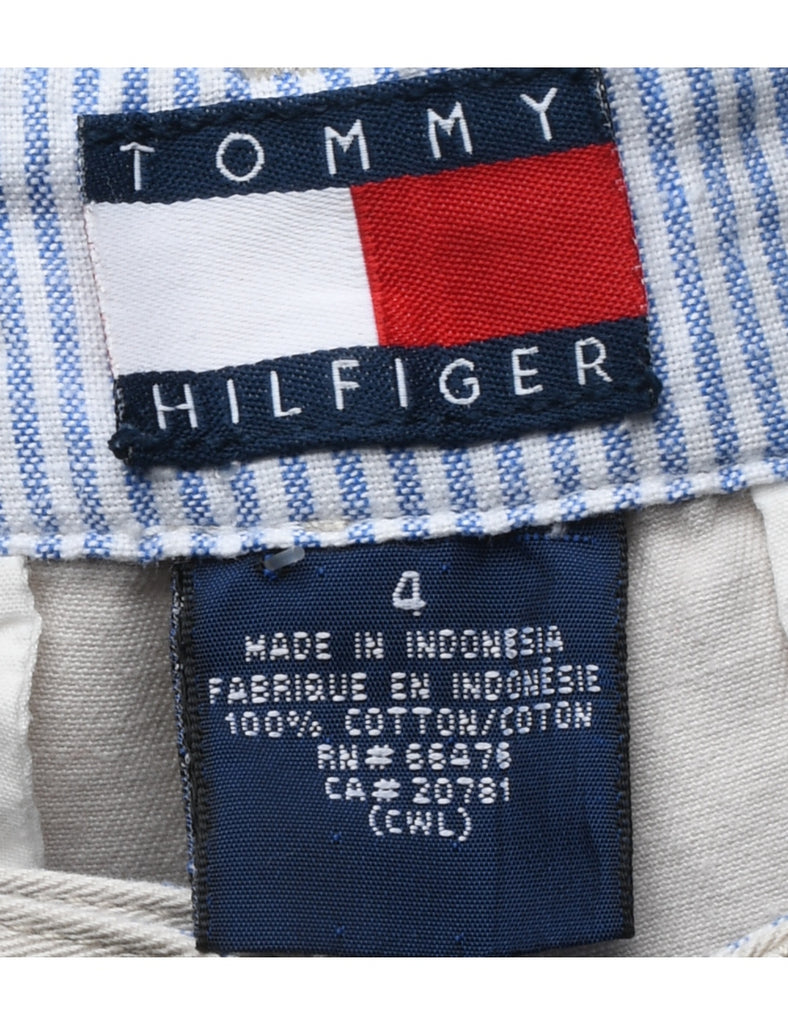 TOMMY
HILFIGER
4
MADE IN INDONESIA
FABRIQUE EN INDONÉSIE
100% COTTON/COTON
RN# 66476
CA# 20781
(CWL)